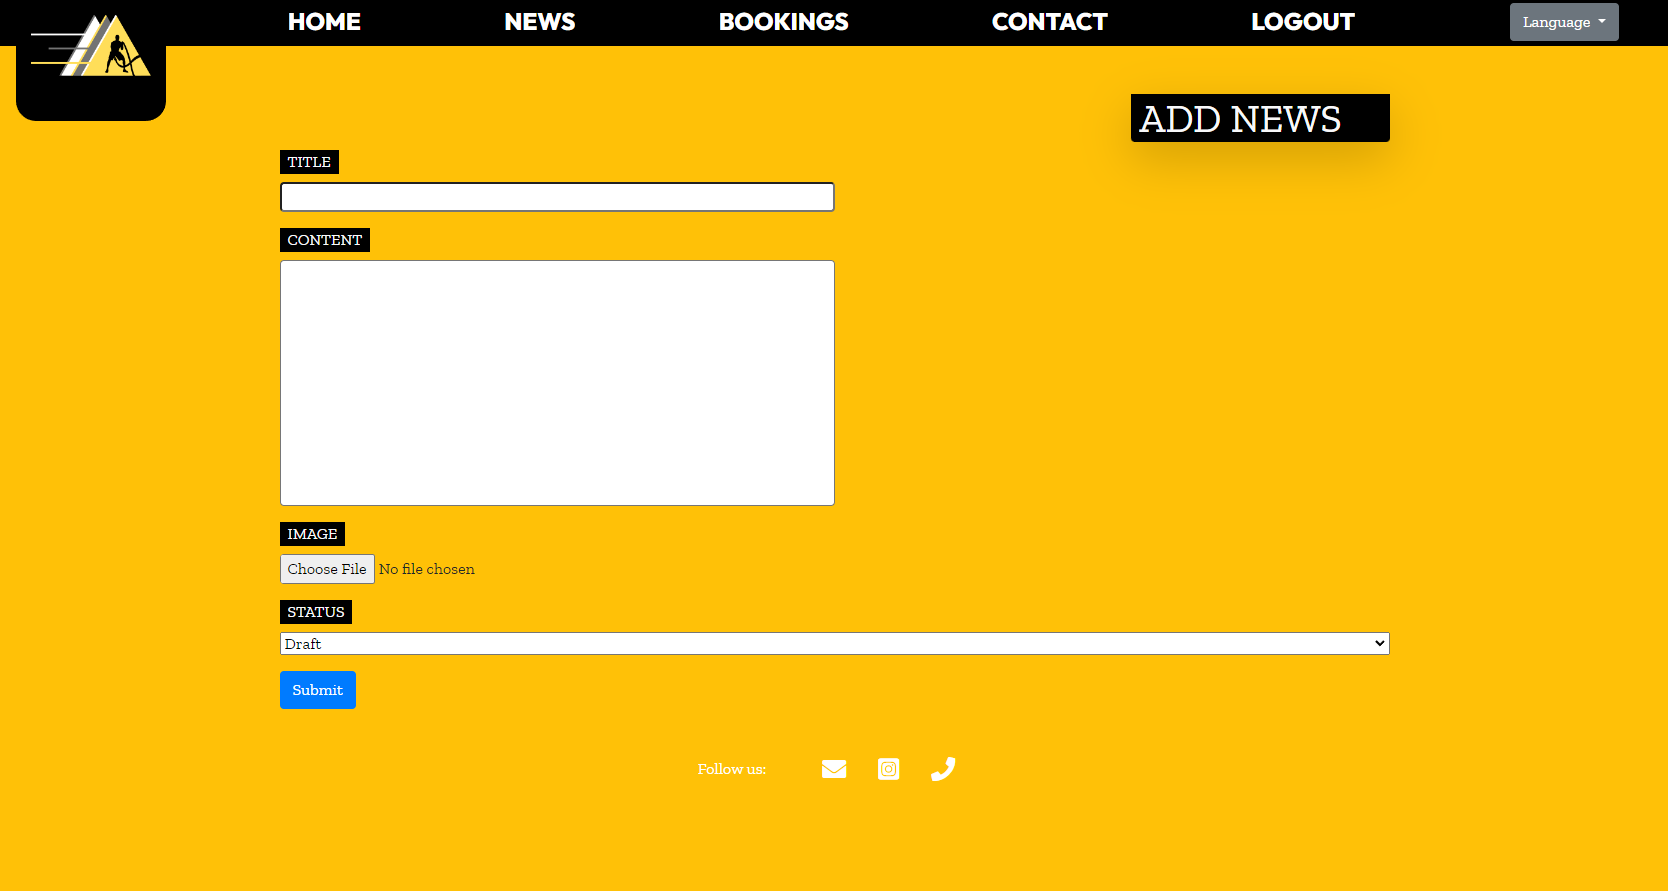 HOME NEWS BOOKINGS CONTACT LOGOUT Language
ADD NEWS
TITLE
CONTENT
IMAGE
Choose File No file chosen
STATUS
Draft
Submit
Follow us: